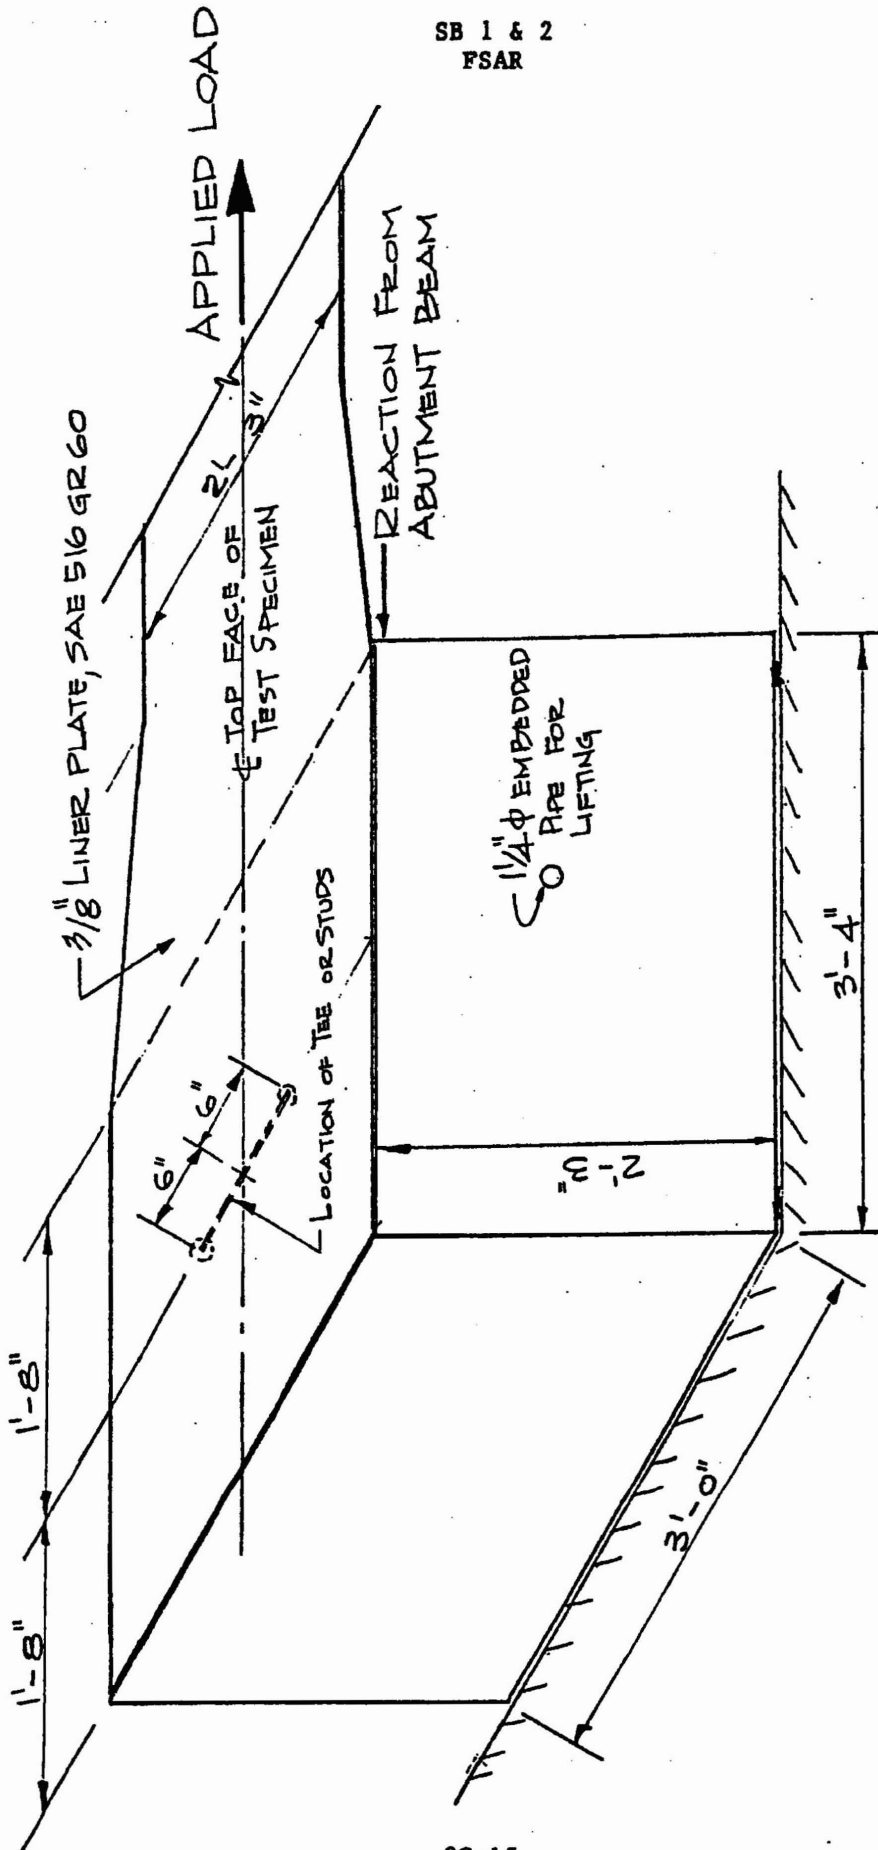 SB 1 & 2
FSAR
APPLIED LOAD
3/8" LINER PLATE, SAE 516 GR 60
REACTION FROM
ABUTMENT BEAM
3"
TOP FACE OF
TEST SPECIMEN
1 1/4" Φ EMBEDDED
PIPE FOR
LIFTING
LOCATION OF TEE OR STUDS
6"
6"
1'-8"
1'-8"
2'-3"
3'-4"
3'-0"